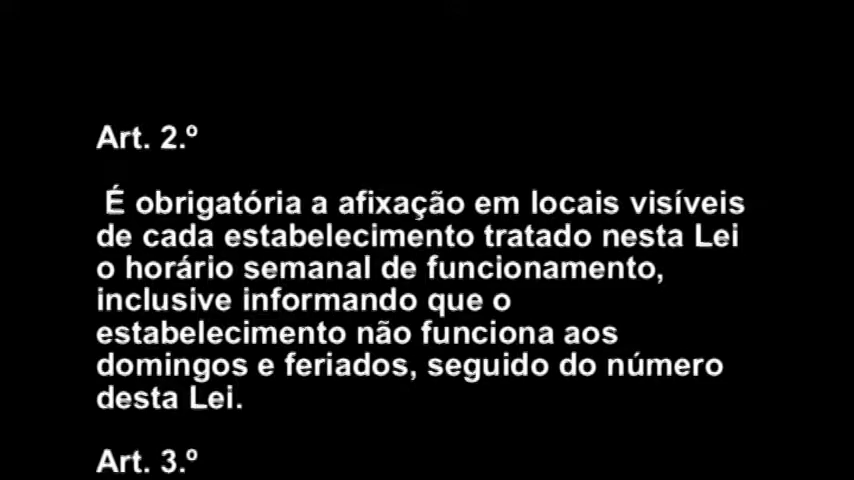 Art. 2.º
É obrigatória a afixação em locais visíveis
de cada estabelecimento tratado nesta Lei
o horário semanal de funcionamento,
inclusive informando que o
estabelecimento não funciona aos
domingos e feriados, seguido do número
desta Lei.
Art. 3.º